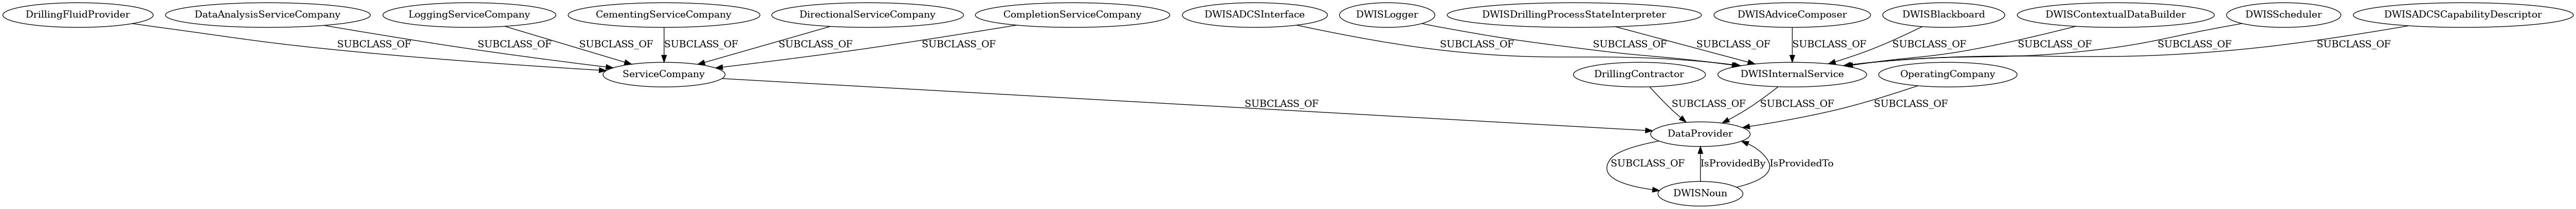 DrillingFluidProvider
DataAnalysisServiceCompany
LoggingServiceCompany
CementingServiceCompany
DirectionalServiceCompany
CompletionServiceCompany
DWISADCSInterface
DWISLogger
DWISDrillingProcessStateInterpreter
DWISAdviceComposer
DWISBlackboard
DWISContextualDataBuilder
DWISScheduler
DWISADCSCapabilityDescriptor
SUBCLASS_OF
SUBCLASS_OF
SUBCLASS_OF
SUBCLASS_OF
SUBCLASS_OF
SUBCLASS_OF
SUBCLASS_OF
SUBCLASS_OF
SUBCLASS_OF
SUBCLASS_OF
SUBCLASS_OF
SUBCLASS_OF
SUBCLASS_OF
SUBCLASS_OF
ServiceCompany
DrillingContractor
DWISInternalService
OperatingCompany
SUBCLASS_OF
SUBCLASS_OF
SUBCLASS_OF
SUBCLASS_OF
DataProvider
SUBCLASS_OF
IsProvidedBy
IsProvidedTo
DWISNoun